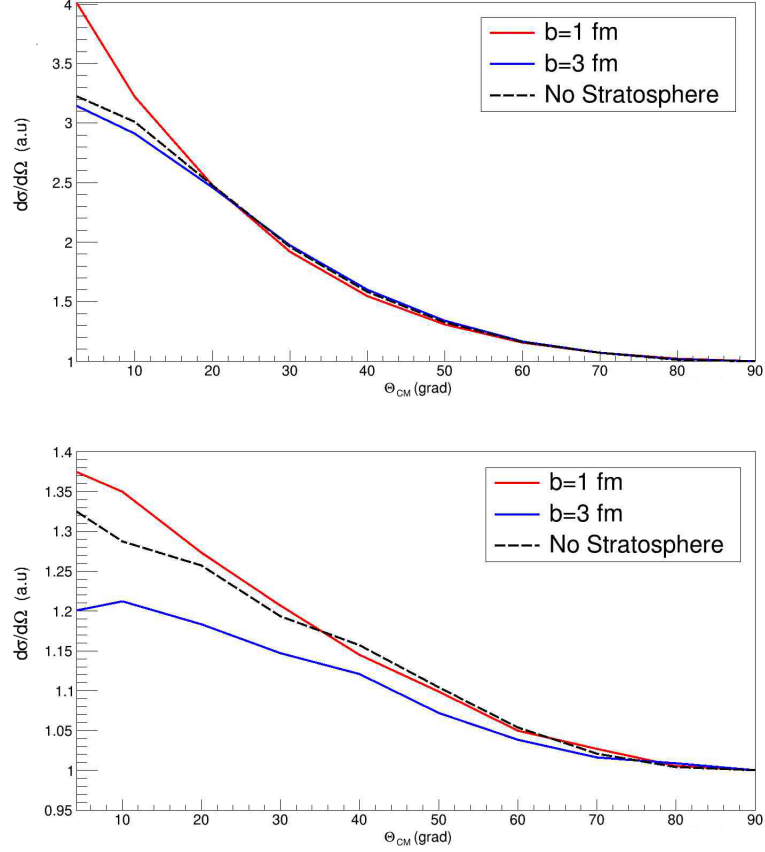 4
3.5
3
2.5
2
1.5
1
dσ/dΩ (a.u)
b=1 fm
b=3 fm
No Stratosphere
10 20 30 40 50 60 70 80 90
Θ_CM (grad)
1.4
1.35
1.3
1.25
1.2
1.15
1.1
1.05
1
0.95
dσ/dΩ (a.u)
b=1 fm
b=3 fm
No Stratosphere
10 20 30 40 50 60 70 80 90
Θ_CM (grad)